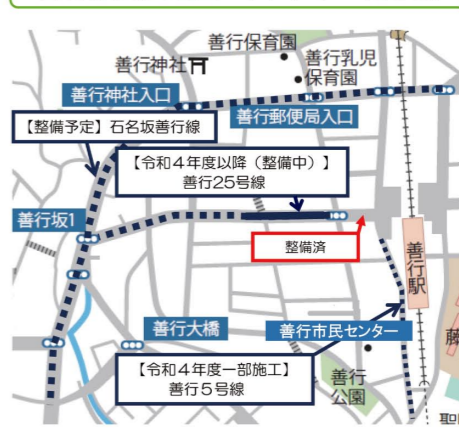 善行保育園
善行神社
善行乳児
保育園
善行神社入口
善行郵便局入口
【整備予定】石名坂善行線
【令和4年度以降（整備中）】
善行25号線
善行坂1
整備済
善行駅
善行大橋
善行市民センター
藤
【令和4年度一部施工】
善行5号線
善行
公園